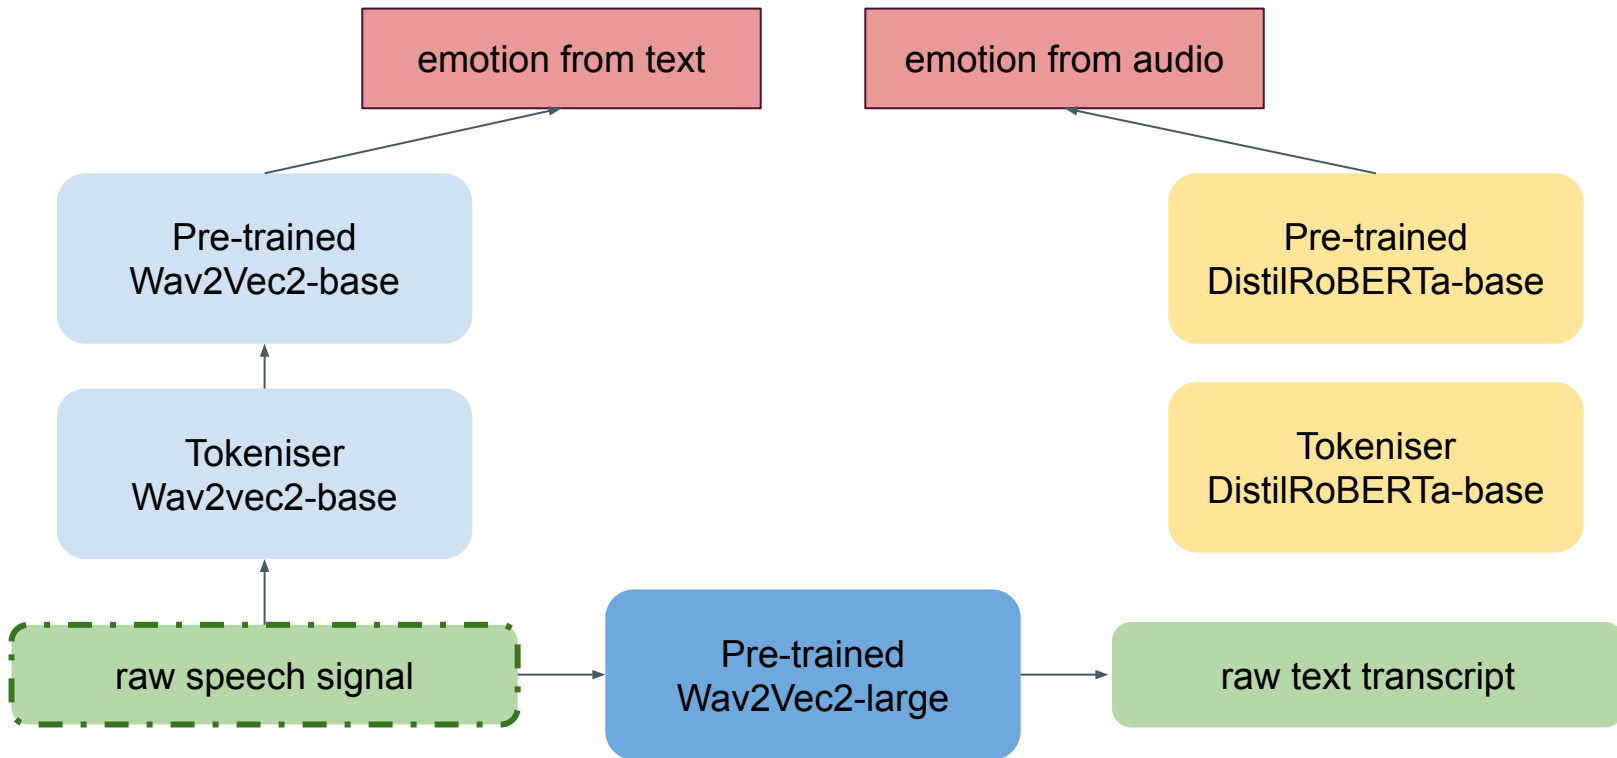 emotion from text
emotion from audio
Pre-trained
Wav2Vec2-base
Pre-trained
DistilRoBERTa-base
Tokeniser
Wav2vec2-base
Tokeniser
DistilRoBERTa-base
raw speech signal
Pre-trained
Wav2Vec2-large
raw text transcript